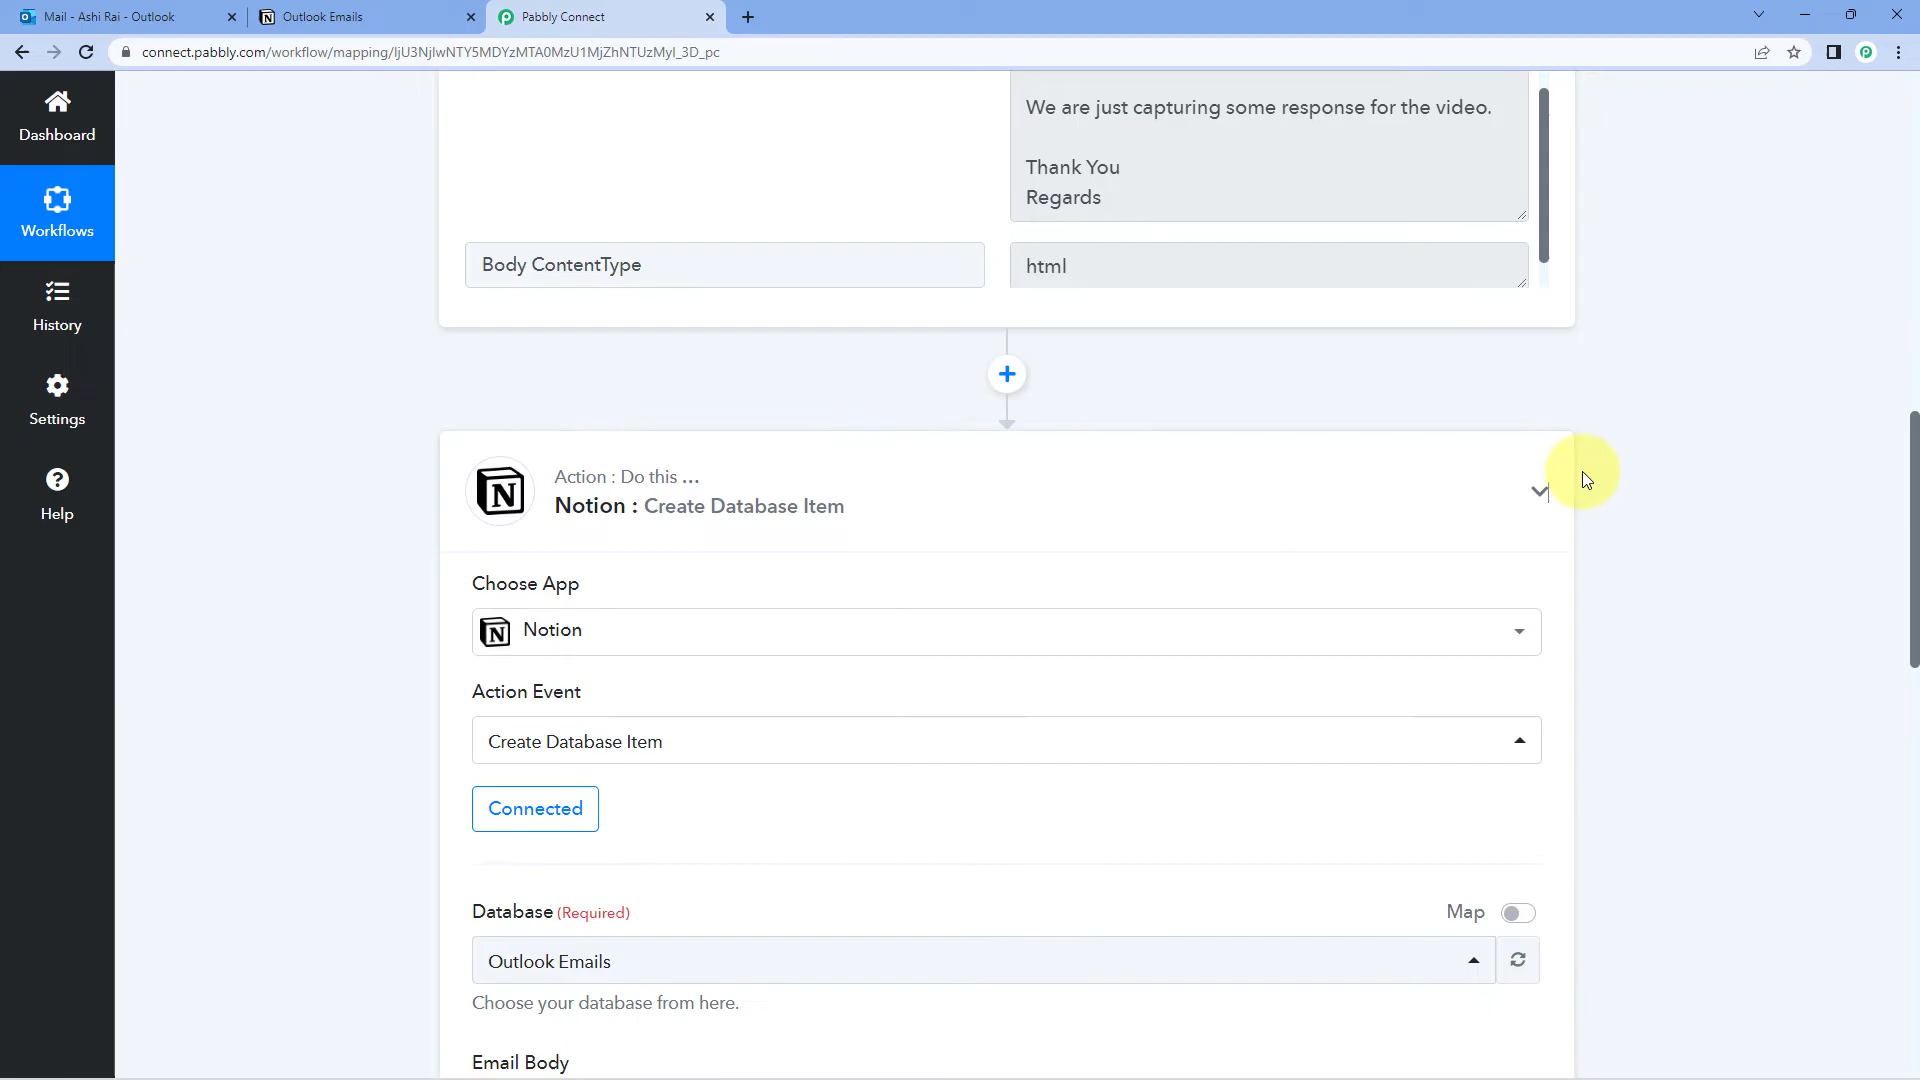 Mail - Ashi Rai - Outlook
Outlook Emails
Pabbly Connect
connect.pabbly.com/workflow/mapping/IjU3NjIwNTY5MDYzMTA0MzU1MjZhNTUzMyI_3D_pc
Dashboard
Workflows
History
Settings
Help
We are just capturing some response for the video.
Thank You
Regards
Body ContentType
html
Action : Do this ...
Notion : Create Database Item
Choose App
Notion
Action Event
Create Database Item
Connected
Database (Required)
Map
Outlook Emails
Choose your database from here.
Email Body